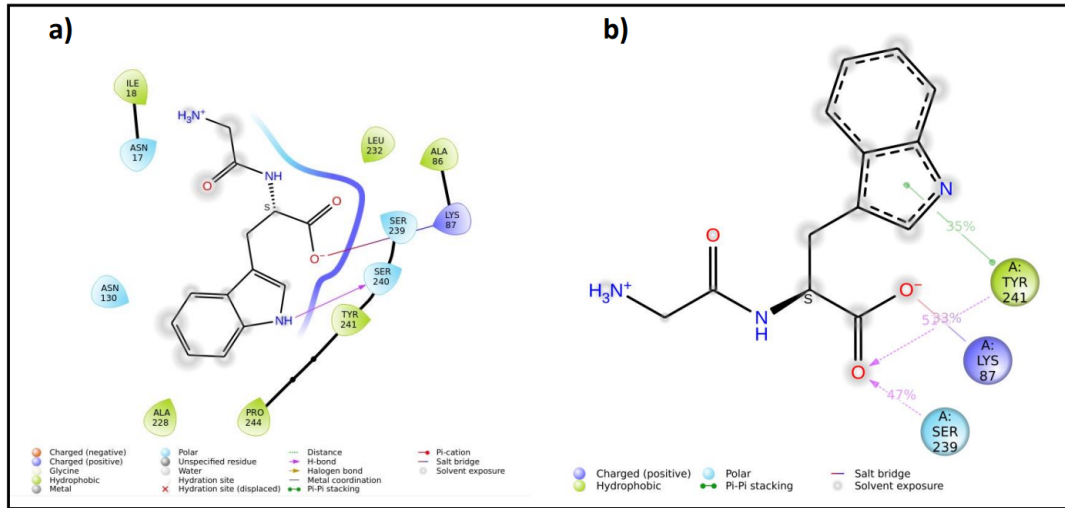 a)
ILE
18
ASN
17
H₃N⁺
O
NH
S
O
O⁻
NH
LEU
232
ALA
86
LYS
87
SER
239
SER
240
TYR
241
ASN
130
ALA
228
PRO
244
Charged (negative)
Charged (positive)
Glycine
Hydrophobic
Metal
Polar
Unspecified residue
Water
Hydration site
Hydration site (displaced)
Distance
H-bond
Halogen bond
Metal coordination
Pi-Pi stacking
Pi-cation
Salt bridge
Solvent exposure
b)
N
35%
A:
TYR
241
O
H₃N⁺
N
H
S
O⁻
33%
O
A:
LYS
87
47%
A:
SER
239
Charged (positive)
Hydrophobic
Polar
Pi-Pi stacking
Salt bridge
Solvent exposure